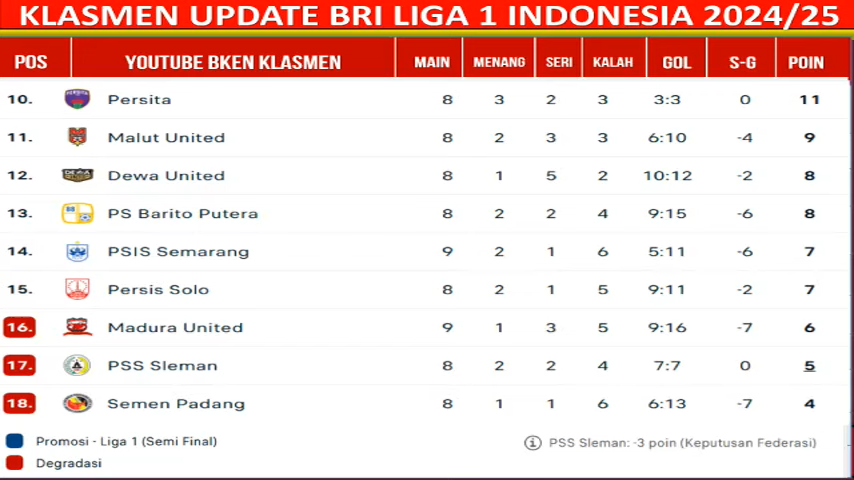 KLASMEN UPDATE BRI LIGA 1 INDONESIA 2024/25
POS YOUTUBE BKEN KLASMEN MAIN MENANG SERI KALAH GOL S-G POIN
10. Persita 8 3 2 3 3:3 0 11
11. Malut United 8 2 3 3 6:10 -4 9
12. Dewa United 8 1 5 2 10:12 -2 8
13. PS Barito Putera 8 2 2 4 9:15 -6 8
14. PSIS Semarang 9 2 1 6 5:11 -6 7
15. Persis Solo 8 2 1 5 9:11 -2 7
16. Madura United 9 1 3 5 9:16 -7 6
17. PSS Sleman 8 2 2 4 7:7 0 5
18. Semen Padang 8 1 1 6 6:13 -7 4
Promosi - Liga 1 (Semi Final) PSS Sleman: -3 poin (Keputusan Federasi)
Degradasi